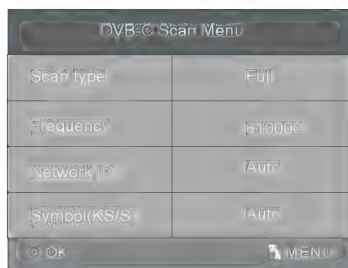 DVB-C Scan Menu
Scan type Full
Frequency 610000
Network ID Auto
Symbol(KS/S) Auto
OK MENU